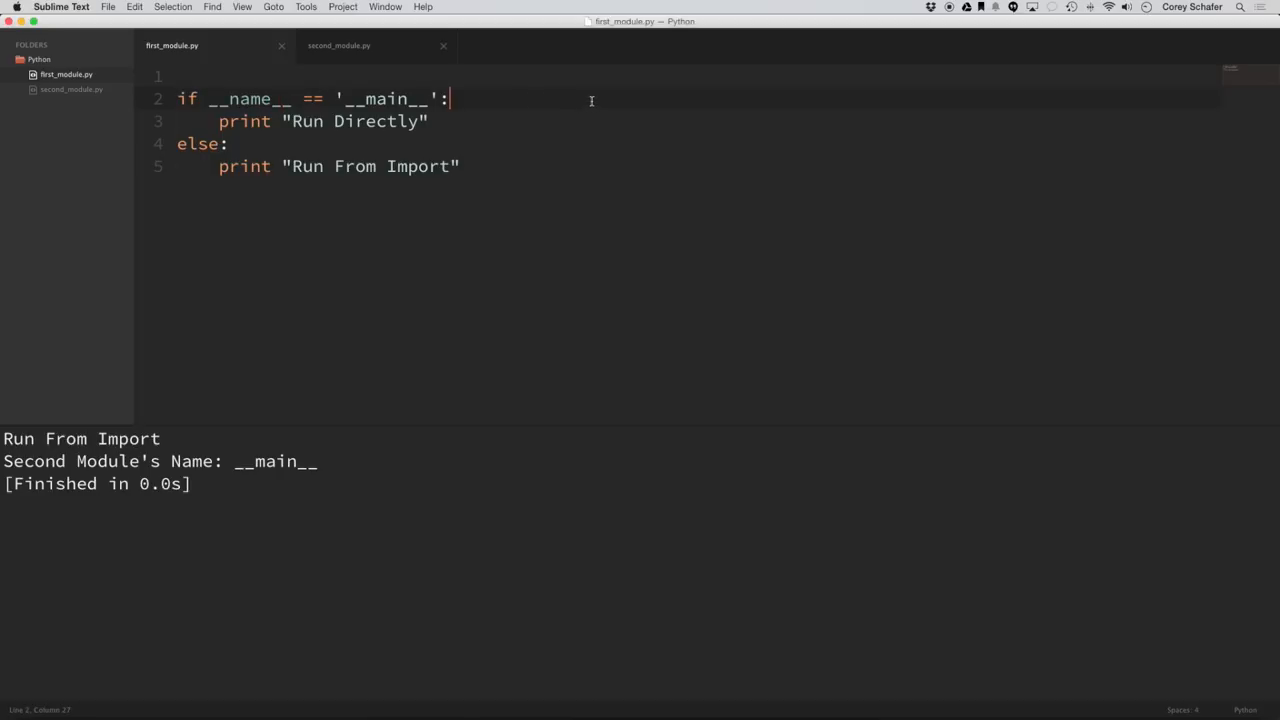 Sublime Text File Edit Selection Find View Goto Tools Project Window Help Corey Schafer
first_module.py — Python
FOLDERS
Python
first_module.py
second_module.py
first_module.py second_module.py
1
2 if __name__ == '__main__':
3 print "Run Directly"
4 else:
5 print "Run From Import"
Run From Import
Second Module's Name: __main__
[Finished in 0.0s]
Line 2, Column 27 Spaces: 4 Python